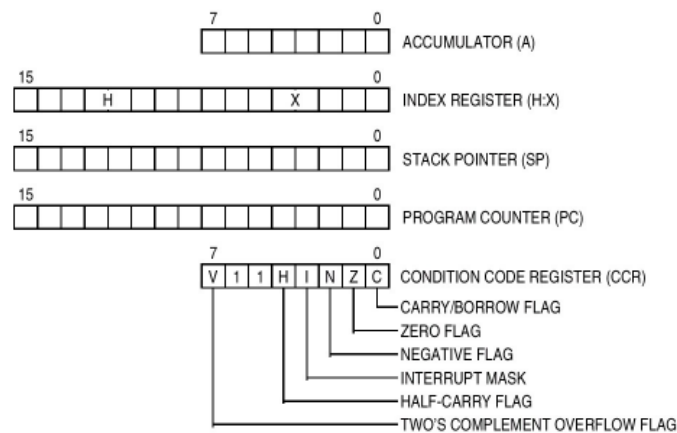 7 0
ACCUMULATOR (A)
15 0
H X INDEX REGISTER (H:X)
15 0
STACK POINTER (SP)
15 0
PROGRAM COUNTER (PC)
7 0
V 1 1 H I N Z C CONDITION CODE REGISTER (CCR)
CARRY/BORROW FLAG
ZERO FLAG
NEGATIVE FLAG
INTERRUPT MASK
HALF-CARRY FLAG
TWO'S COMPLEMENT OVERFLOW FLAG